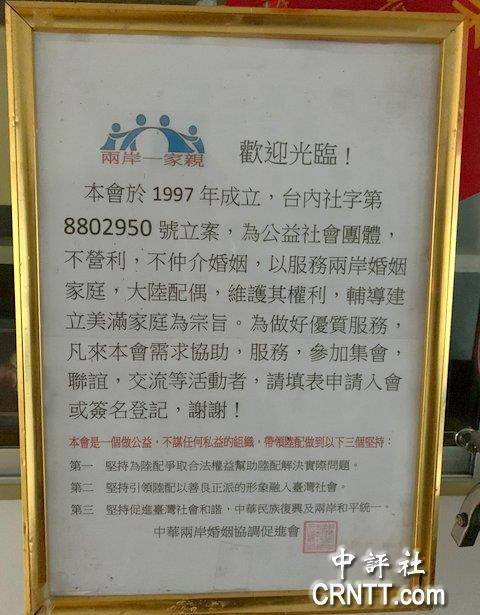 兩岸一家親
歡迎光臨！
本會於 1997 年成立，台內社字第
8802950 號立案，為公益社會團體，
不營利，不仲介婚姻，以服務兩岸婚姻
家庭，大陸配偶，維護其權利，輔導建
立美滿家庭為宗旨。為做好優質服務，
凡來本會需求協助，服務，參加集會，
聯誼，交流等活動者，請填表申請入會
或簽名登記，謝謝！
本會是一個做公益，不謀任何私益的組織，帶領陸配做到以下三個堅持：
第一　堅持為陸配爭取合法權益幫助陸配解決實際問題。
第二　堅持引領陸配以善良正派的形象融入臺灣社會。
第三　堅持促進臺灣社會和諧，中華民族復興及兩岸和平統一。
中華兩岸婚姻協調促進會
中評社
CRNTT.com